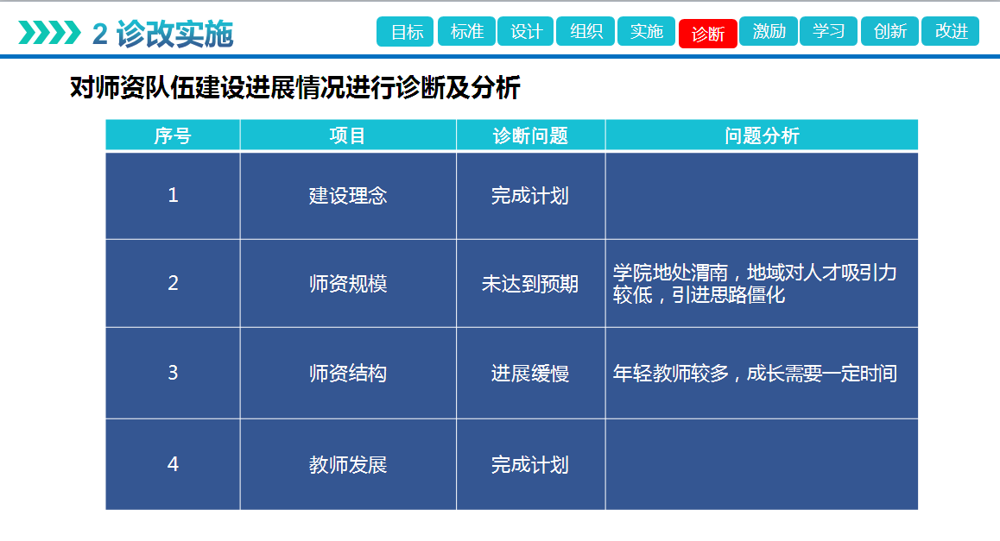 2 诊改实施
目标 标准 设计 组织 实施 诊断 激励 学习 创新 改进
对师资队伍建设进展情况进行诊断及分析
序号 项目 诊断问题 问题分析
1 建设理念 完成计划
2 师资规模 未达到预期 学院地处渭南，地域对人才吸引力
较低，引进思路僵化
3 师资结构 进展缓慢 年轻教师较多，成长需要一定时间
4 教师发展 完成计划